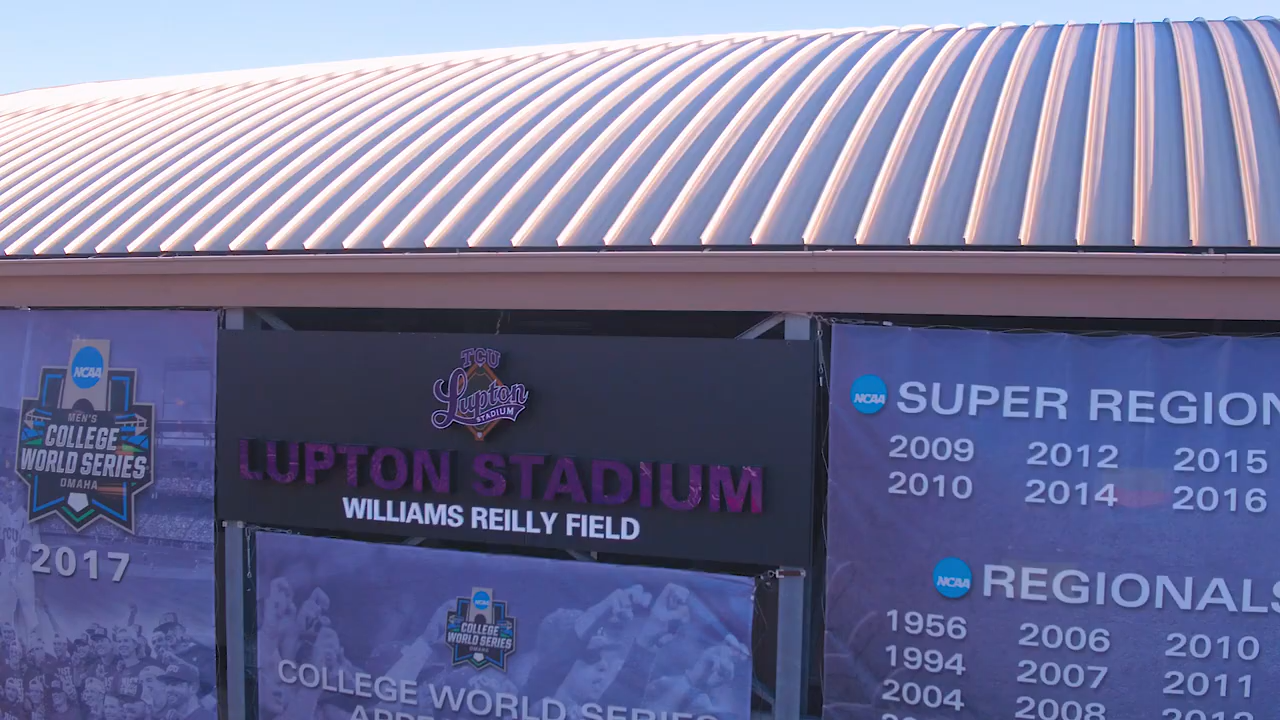 NCAA
MEN'S
COLLEGE
WORLD SERIES
OMAHA
2017
TCU
Lupton
STADIUM
LUPTON STADIUM
WILLIAMS REILLY FIELD
NCAA
COLLEGE
WORLD SERIES
OMAHA
COLLEGE WORLD SERIES
NCAA SUPER REGION
2009 2012 2015
2010 2014 2016
NCAA REGIONALS
1956 2006 2010
1994 2007 2011
2004 2008